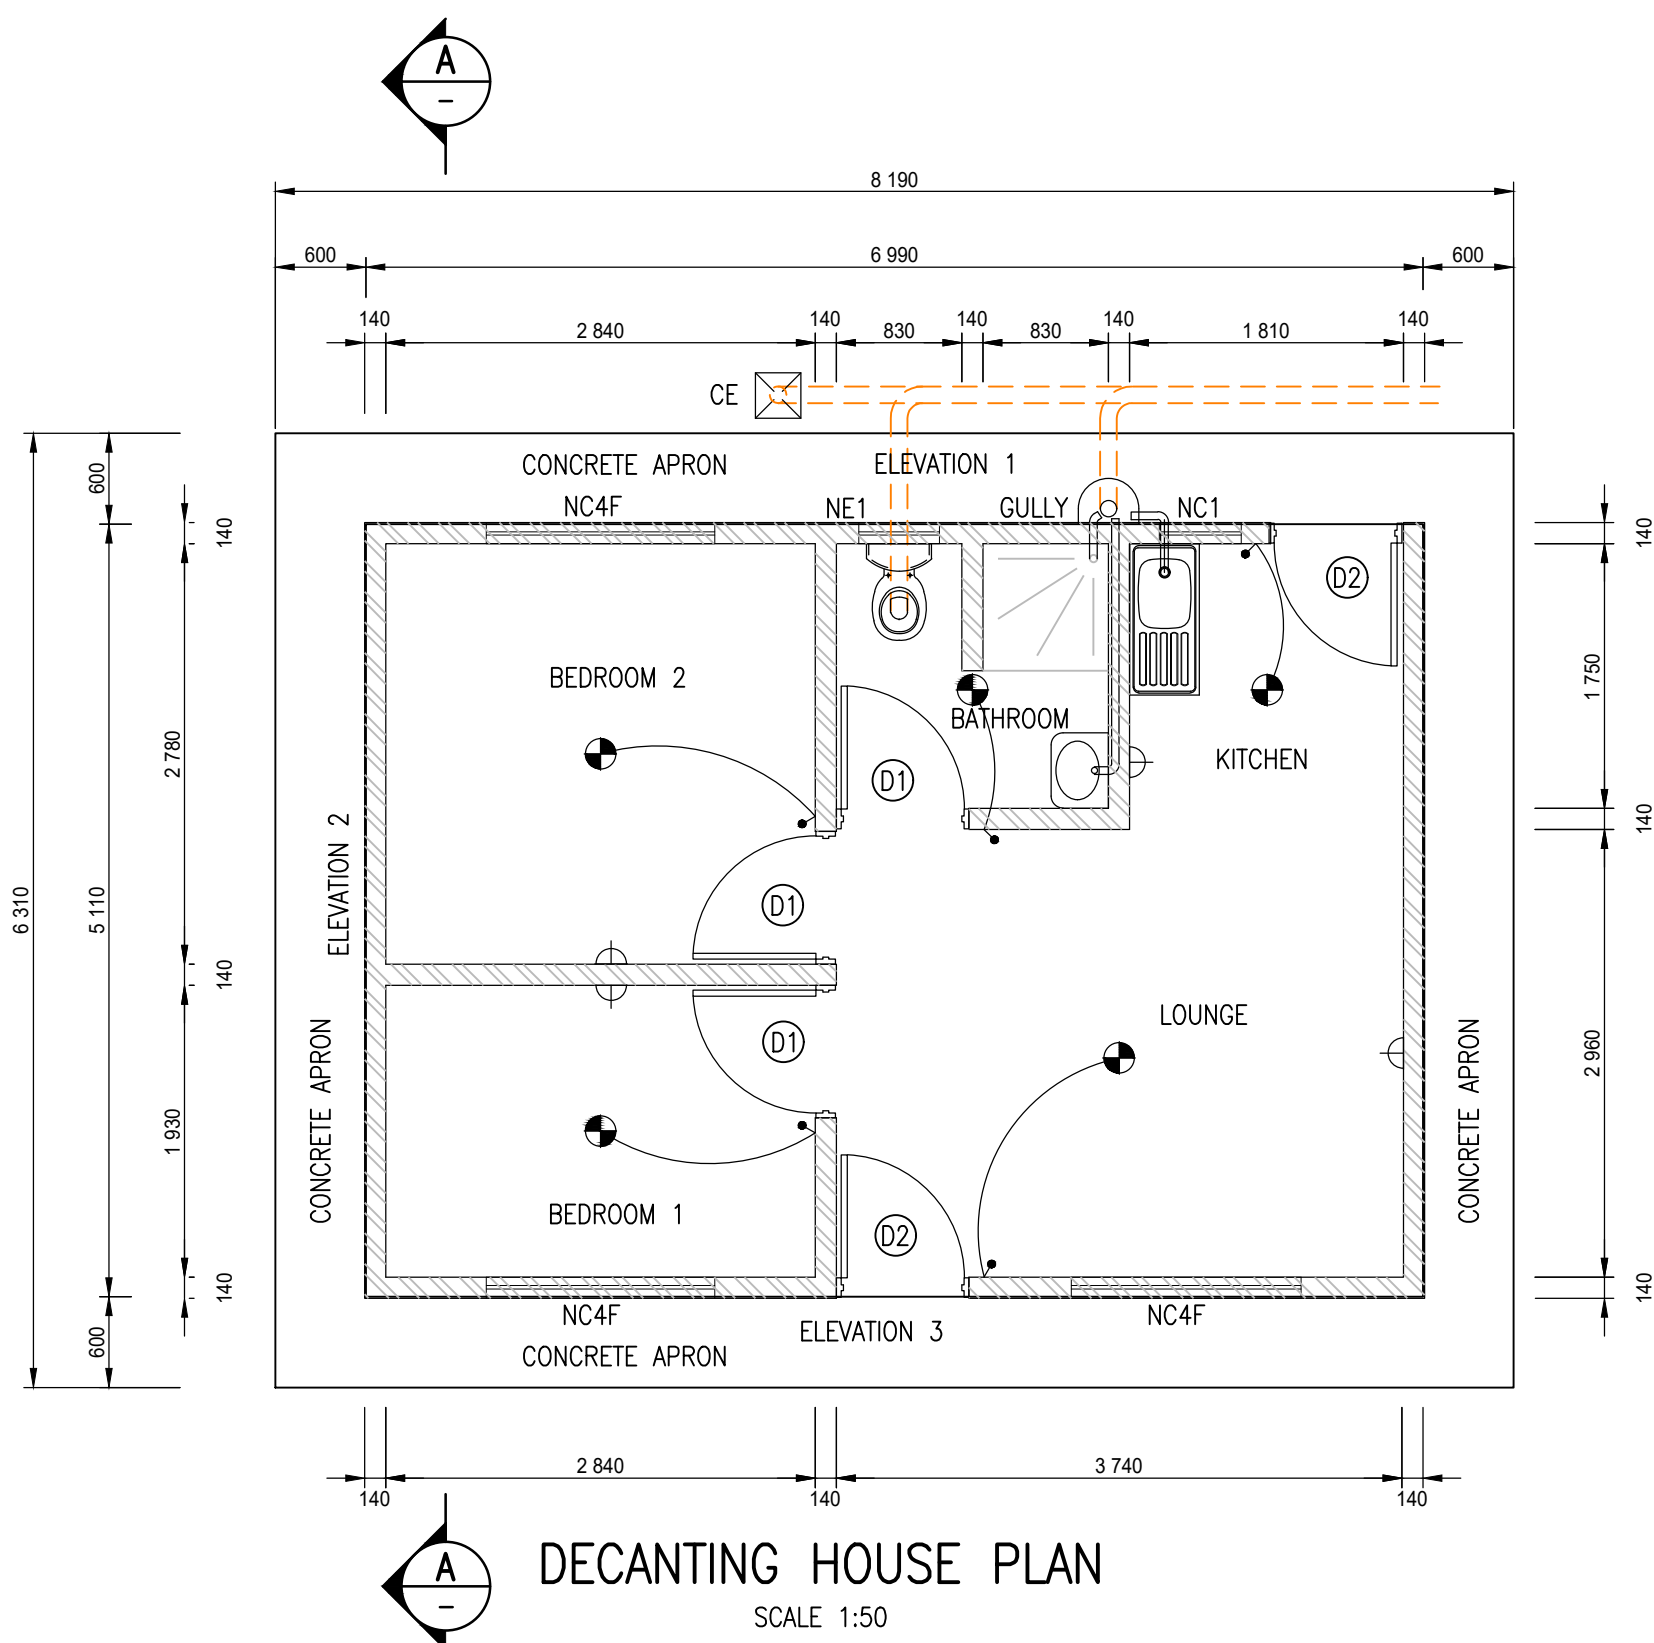 A
-
8 190
600
6 990
600
140
2 840
140
830
140
830
140
1 810
140
CE
CONCRETE APRON
ELEVATION 1
NC4F
NE1
GULLY
NC1
600
140
140
D2
BEDROOM 2
BATHROOM
KITCHEN
1 750
2 780
D1
ELEVATION 2
140
D1
6 310
5 110
140
D1
LOUNGE
CONCRETE APRON
2 960
CONCRETE APRON
1 930
BEDROOM 1
D2
140
140
NC4F
NC4F
ELEVATION 3
600
CONCRETE APRON
2 840
3 740
140
140
140
A
-
DECANTING HOUSE PLAN
SCALE 1:50